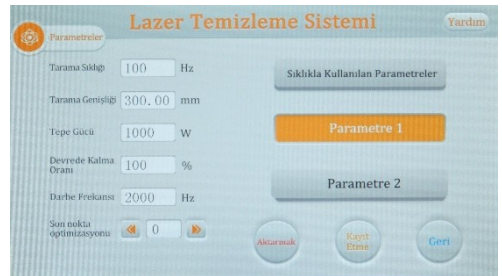 Lazer Temizleme Sistemi
Yardım
Parametreler
Tarama Sıklığı 100 Hz
Tarama Genişliği 300.00 mm
Tepe Gücü 1000 W
Devrede Kalma
Oranı 100 %
Darbe Frekansı 2000 Hz
Son nokta
optimizasyonu 0
Sıklıkla Kullanılan Parametreler
Parametre 1
Parametre 2
Aktarmak
Kayıt
Etme
Geri